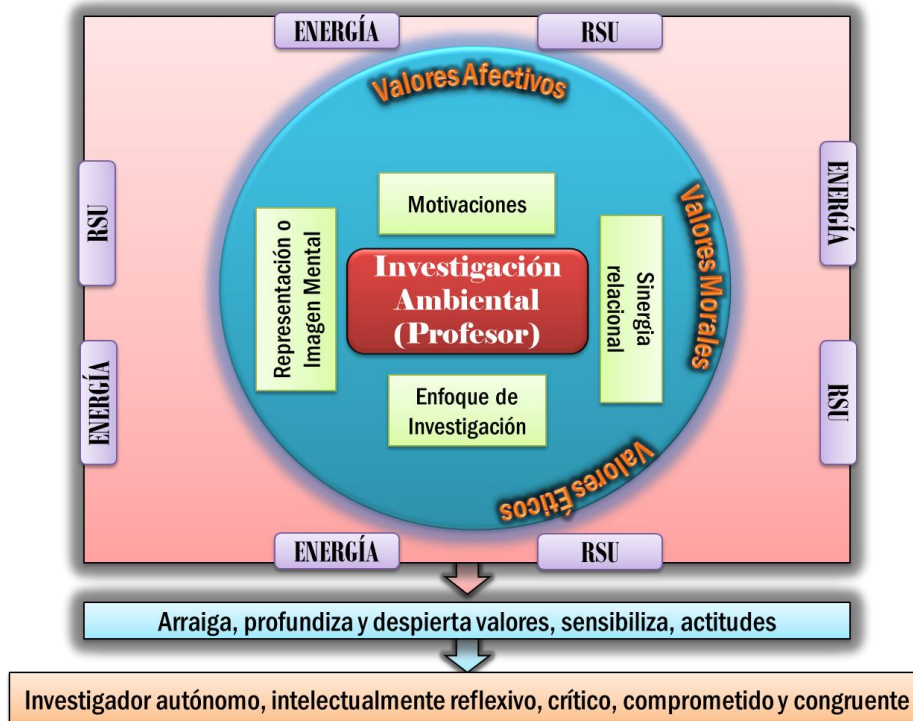 ENERGÍA
RSU
Valores Afectivos
RSU
ENERGÍA
ENERGÍA
RSU
Valores Morales
Valores Éticos
Motivaciones
Representación o
Imagen Mental
Investigación
Ambiental
(Profesor)
Sinergia
relacional
Enfoque de
Investigación
ENERGÍA
RSU
Arraiga, profundiza y despierta valores, sensibiliza, actitudes
Investigador autónomo, intelectualmente reflexivo, crítico, comprometido y congruente